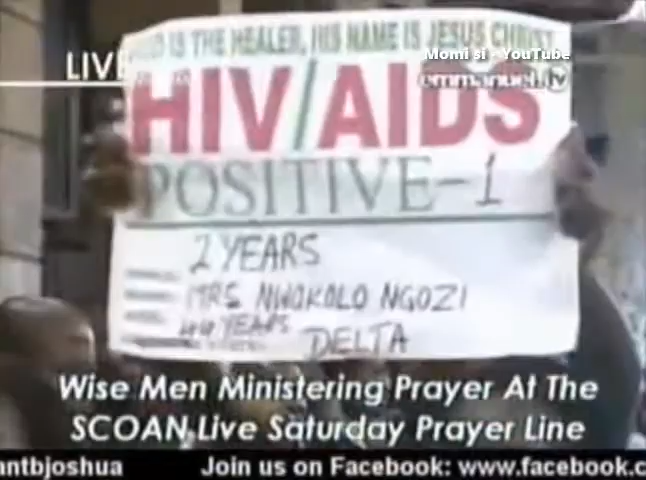 IS THE HEALER, HIS NAME IS JESUS CHRIST
Momi si - YouTube
LIVE
emmanuel.tv
HIV/AIDS
POSITIVE-1
2 YEARS
MRS NWOKOLO NGOZI
44 YEARS
DELTA
Wise Men Ministering Prayer At The
SCOAN, Live Saturday Prayer Line
antbjoshua Join us on Facebook: www.facebook.c